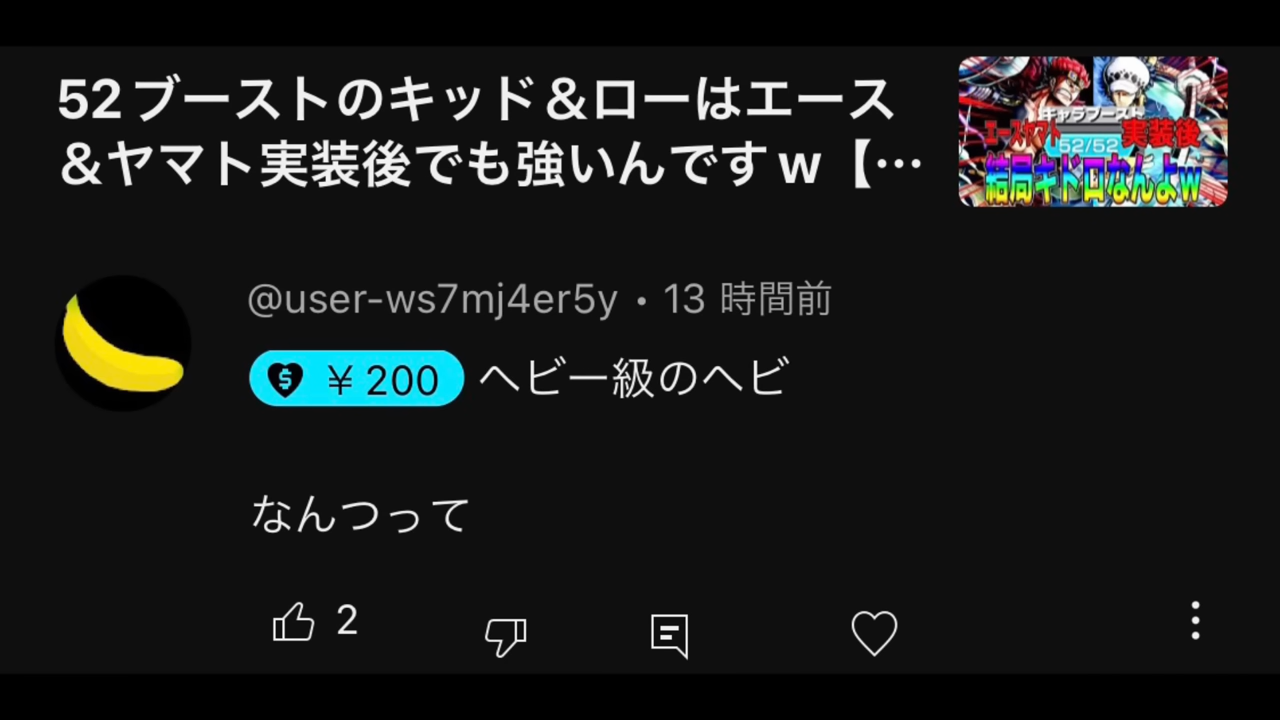 52ブーストのキッド＆ローはエース
＆ヤマト実装後でも強いんですｗ【…
キャラブースト
エースヤマト
実装後
52/52
結局キドロなんよw
@user-ws7mj4er5y・13 時間前
￥200 ヘビー級のヘビ
なんつって
2